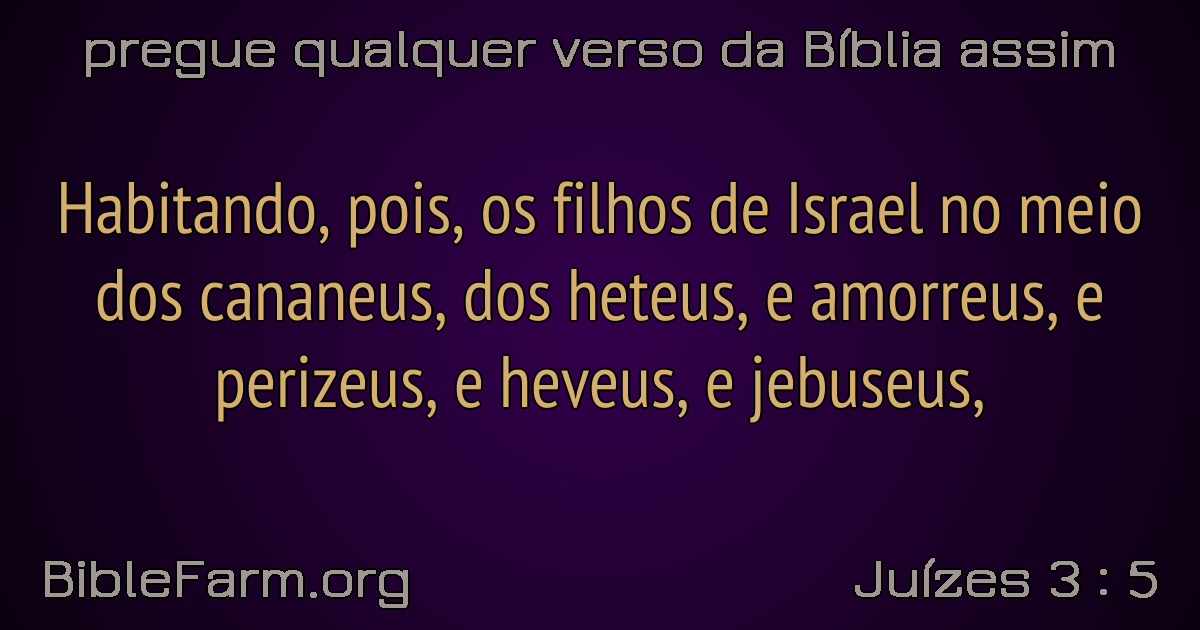 pregue qualquer verso da Bíblia assim
Habitando, pois, os filhos de Israel no meio
dos cananeus, dos heteus, e amorreus, e
perizeus, e heveus, e jebuseus,
BibleFarm.org
Juízes 3 : 5